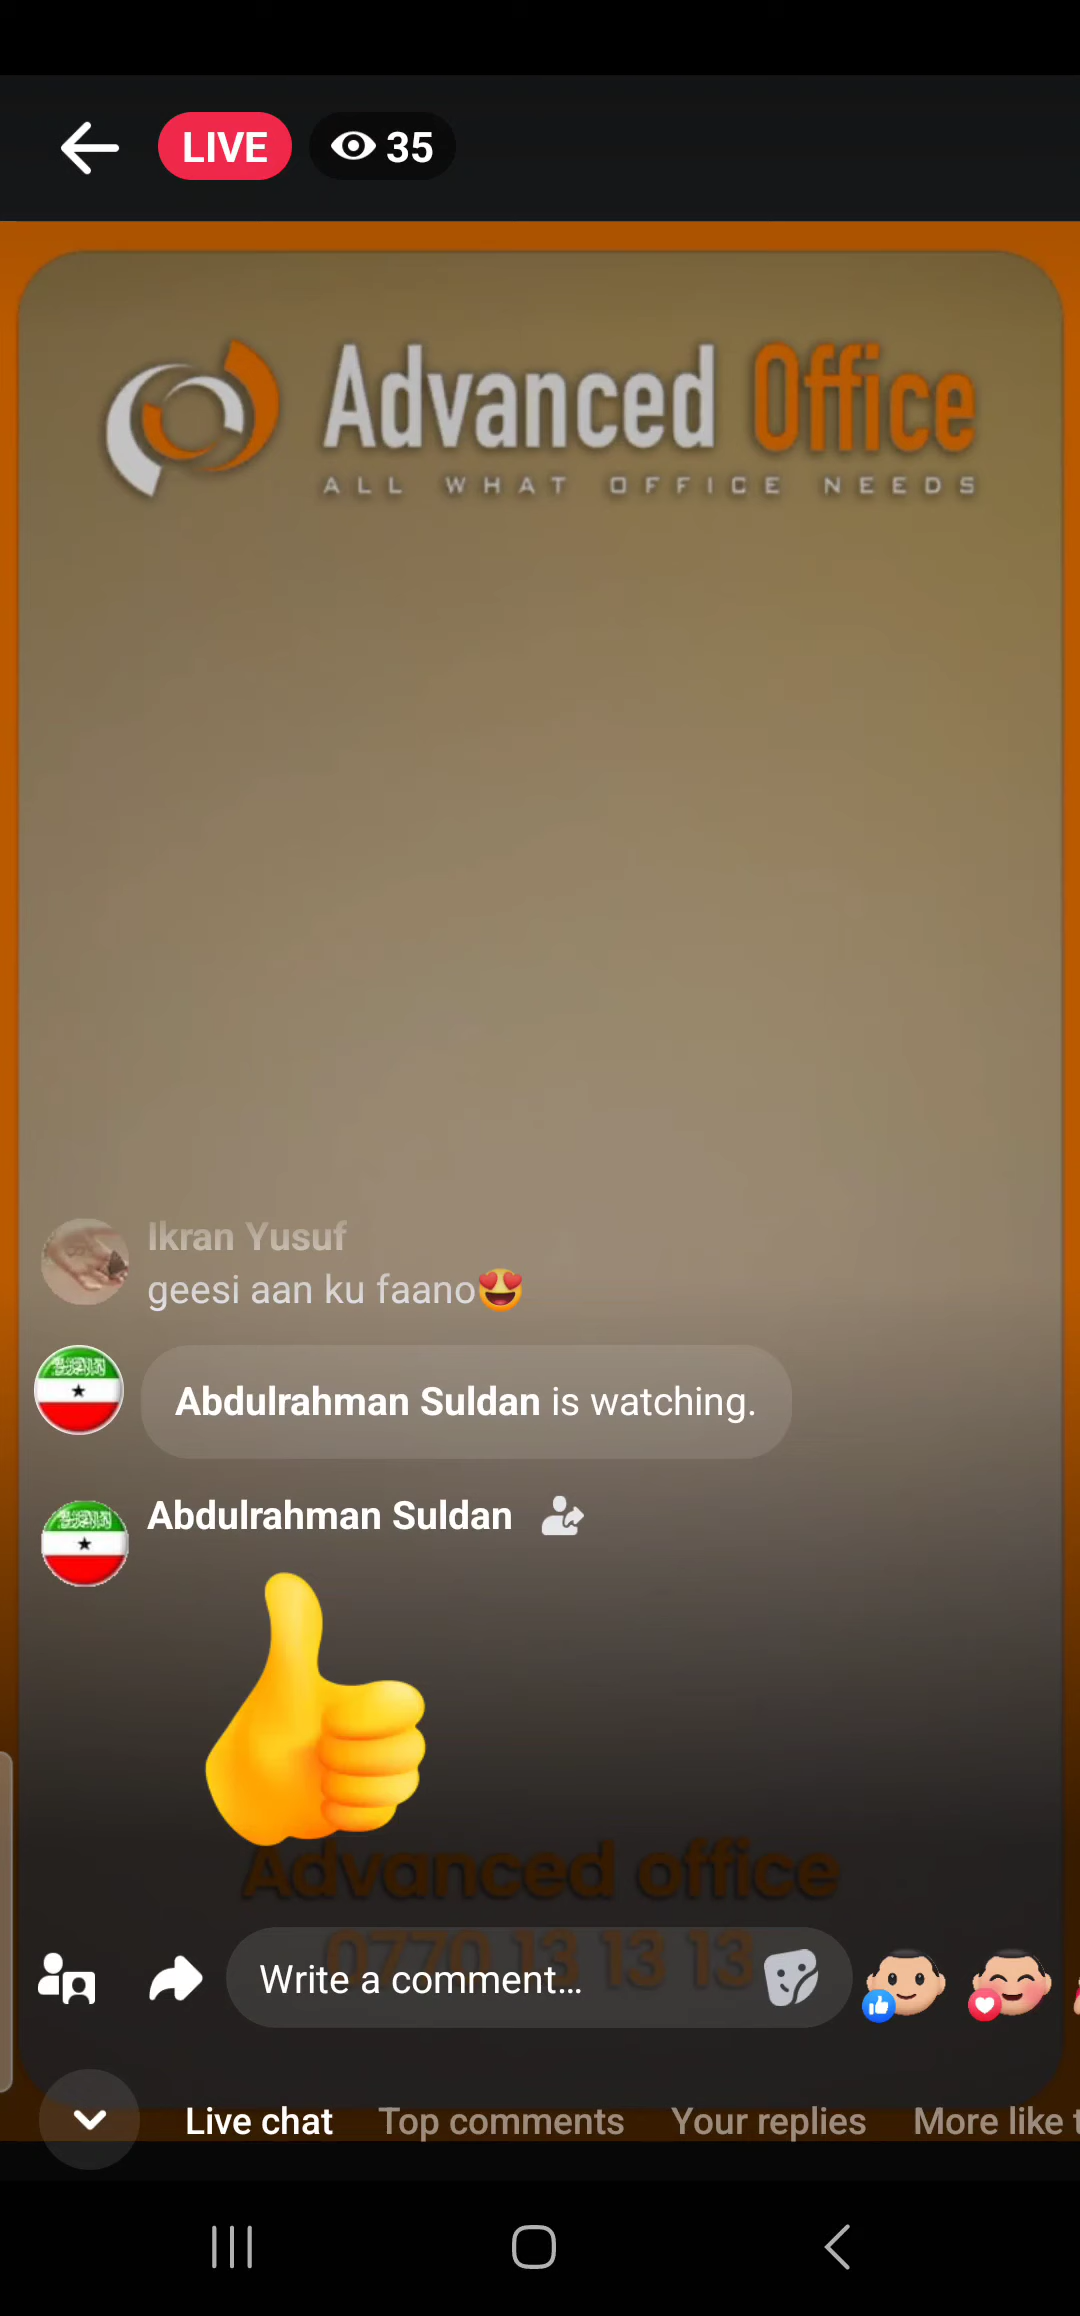 LIVE
35
Advanced Office
ALL WHAT OFFICE NEEDS
Ikran Yusuf
geesi aan ku faano😍
Abdulrahman Suldan is watching.
Abdulrahman Suldan
👍
Advanced office
0770 13 13 13
Write a comment...
Live chat Top comments Your replies More like t